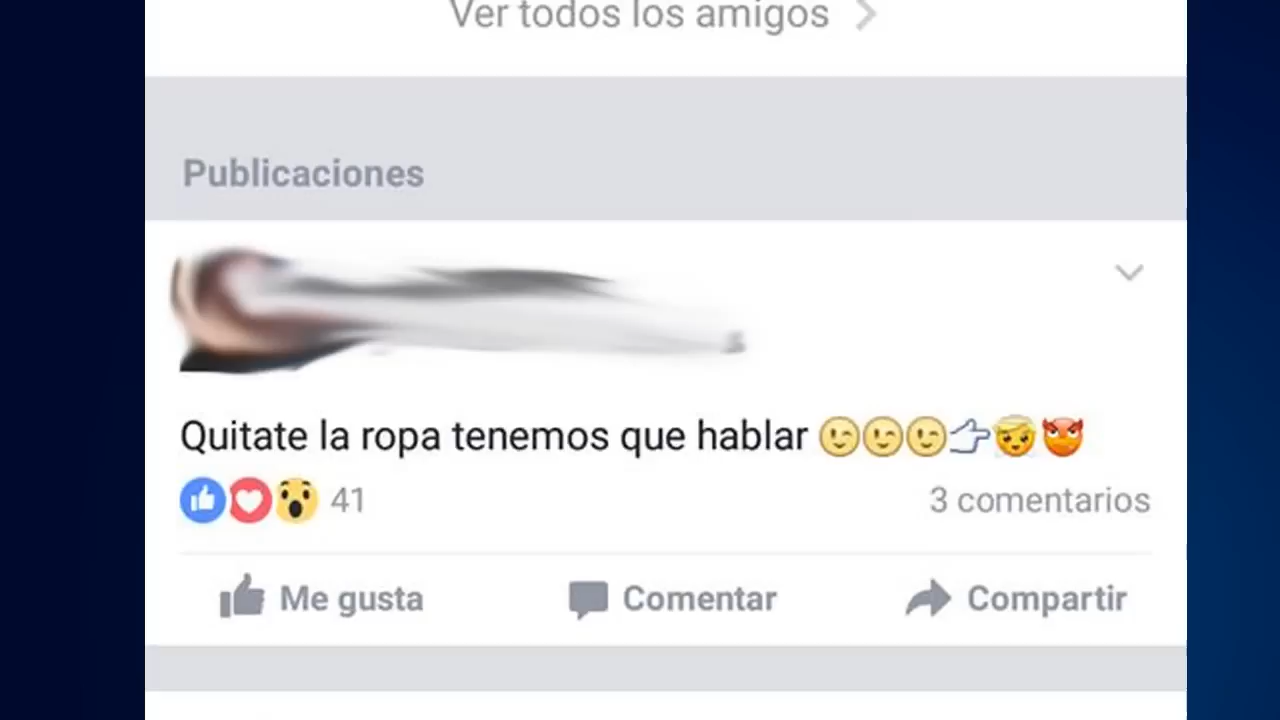 Ver todos los amigos
Publicaciones
Quitate la ropa tenemos que hablar 😉😉😉👉😇😈
41
3 comentarios
Me gusta
Comentar
Compartir